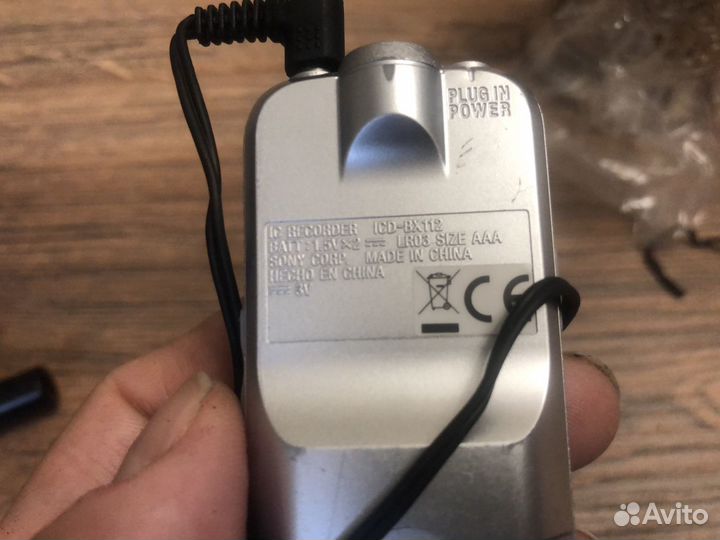 PLUG IN
POWER
IC RECORDER ICD-BX112
BATT:1.5V×2 ⎓ LR03 SIZE AAA
SONY CORP. MADE IN CHINA
HECHO EN CHINA
⎓ 3V
CE
Avito